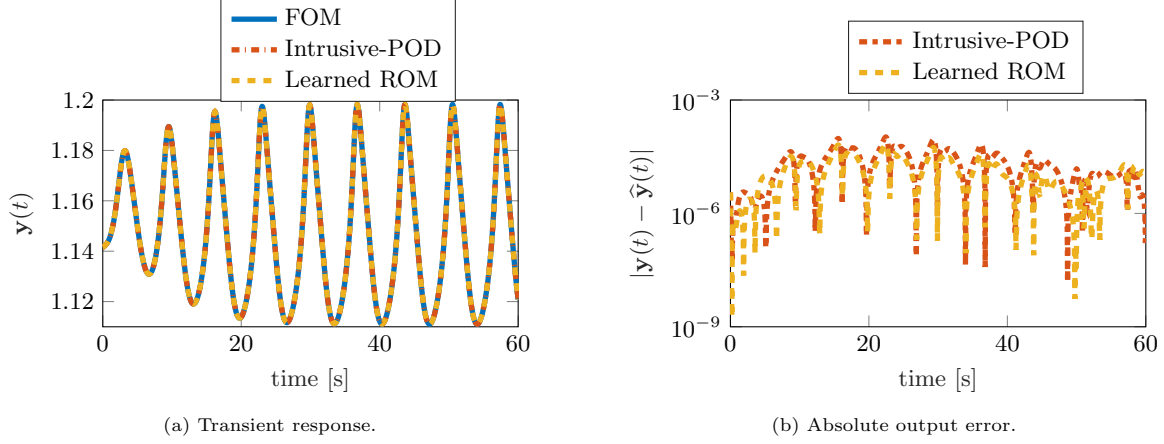 FOM
Intrusive-POD
Learned ROM
1.2
1.18
1.16
1.14
1.12
y(t)
0 20 40 60
time [s]
(a) Transient response.
Intrusive-POD
Learned ROM
10^{-3}
10^{-6}
10^{-9}
|y(t) − ŷ(t)|
0 20 40 60
time [s]
(b) Absolute output error.